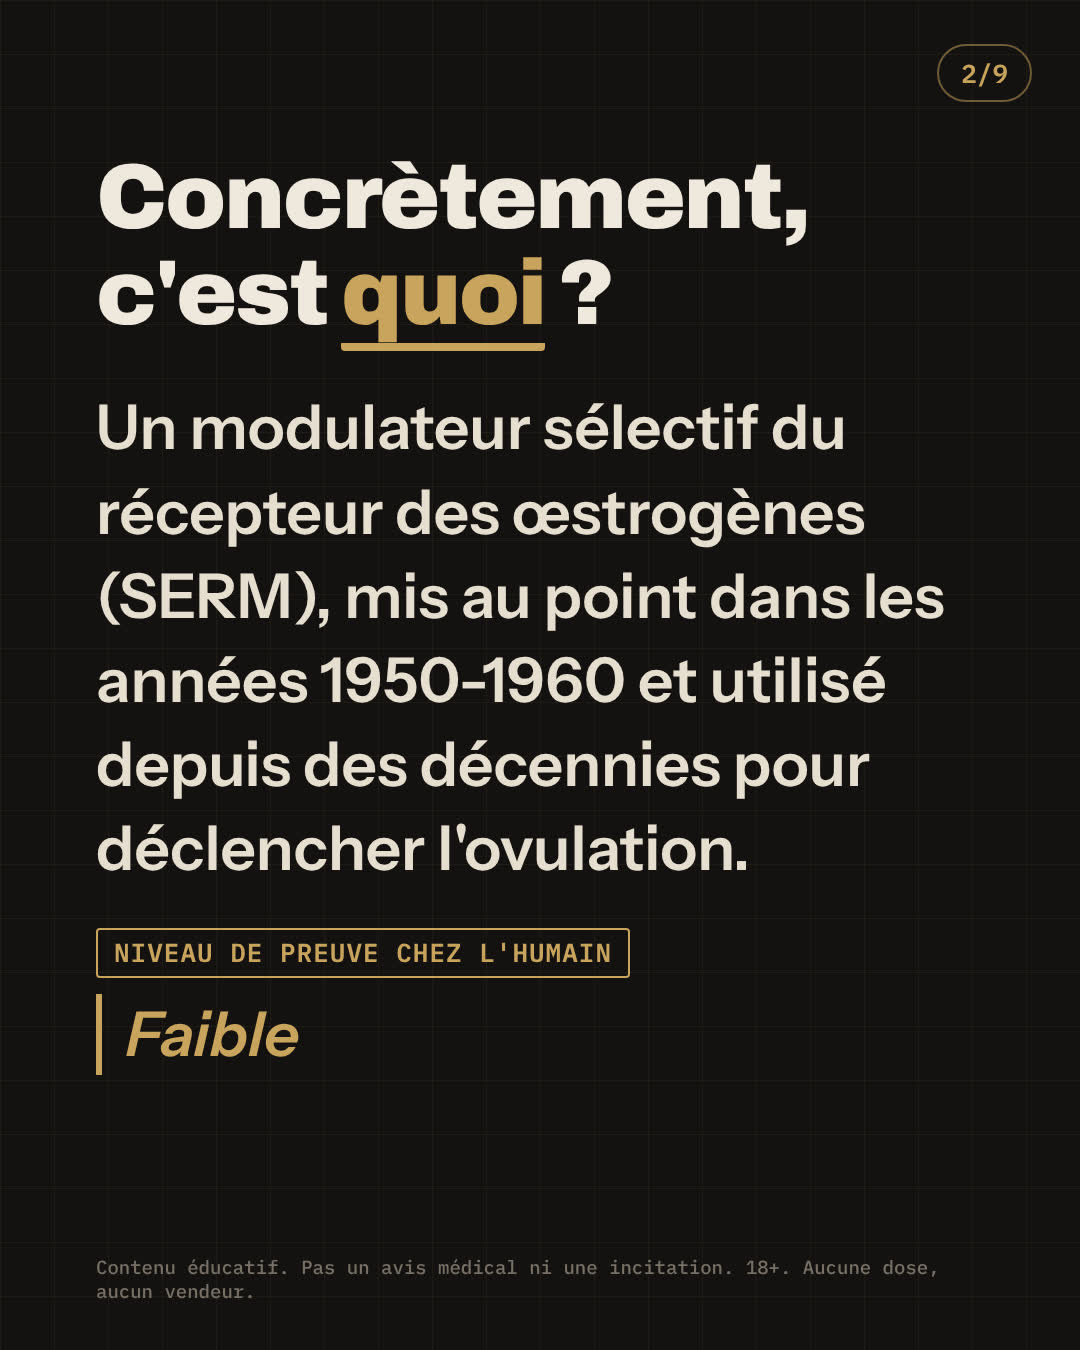 2/9
Concrètement,
c'est quoi ?
Un modulateur sélectif du
récepteur des œstrogènes
(SERM), mis au point dans les
années 1950-1960 et utilisé
depuis des décennies pour
déclencher l'ovulation.
NIVEAU DE PREUVE CHEZ L'HUMAIN
Faible
Contenu éducatif. Pas un avis médical ni une incitation. 18+. Aucune dose,
aucun vendeur.